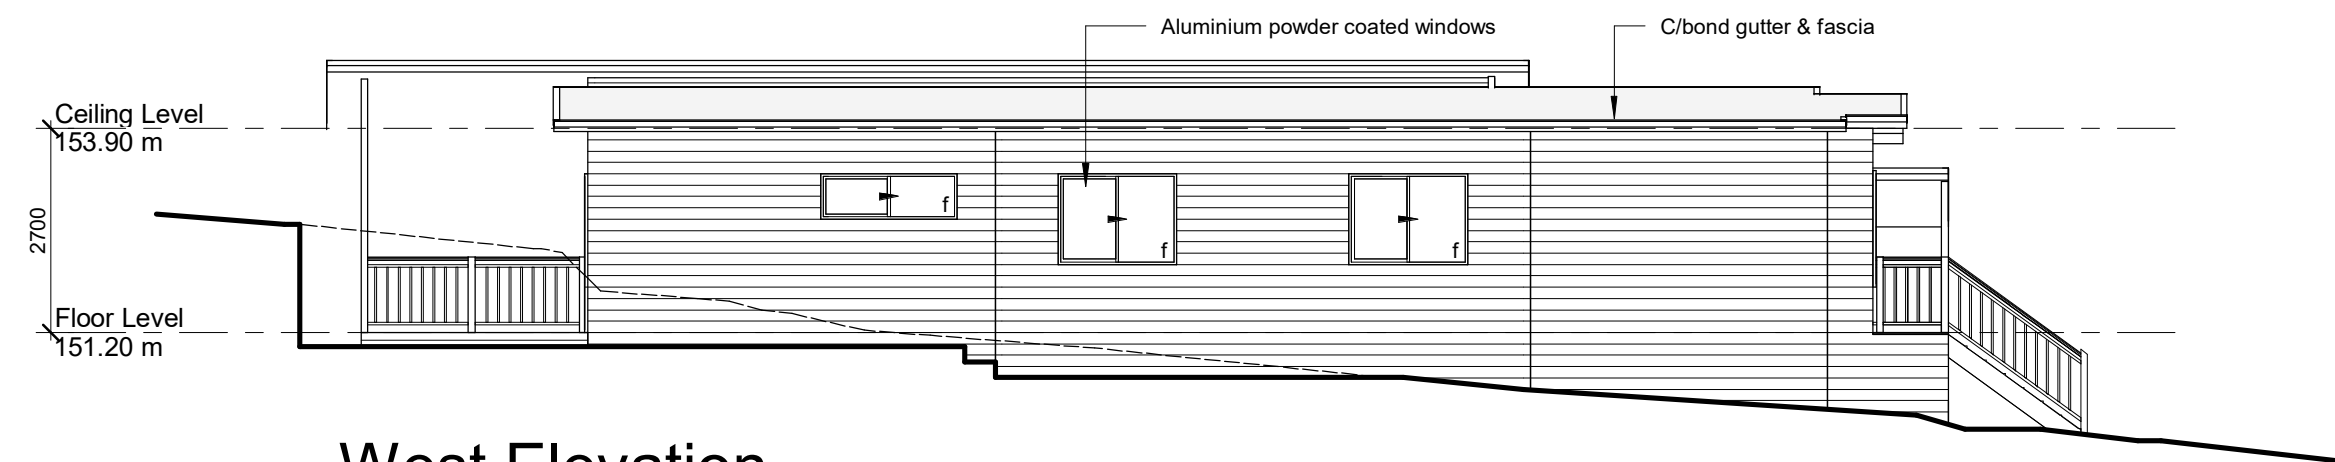 Aluminium powder coated windows
C/bond gutter & fascia
Ceiling Level
153.90 m
2700
f
f
f
Floor Level
151.20 m
West Elevation